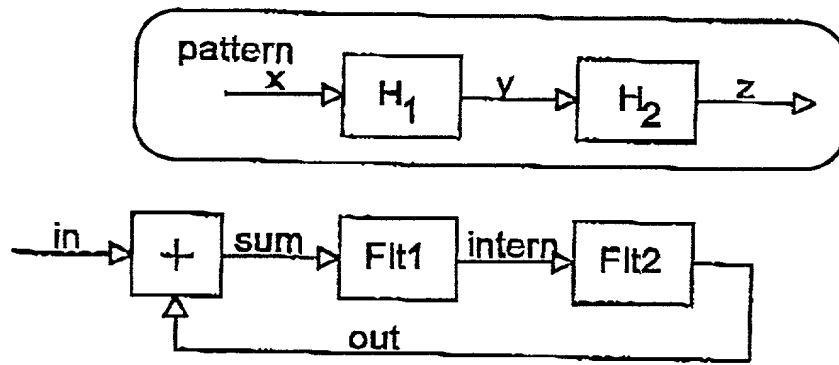 pattern
x H₁ y H₂ z
in + sum Flt1 intern Flt2
out